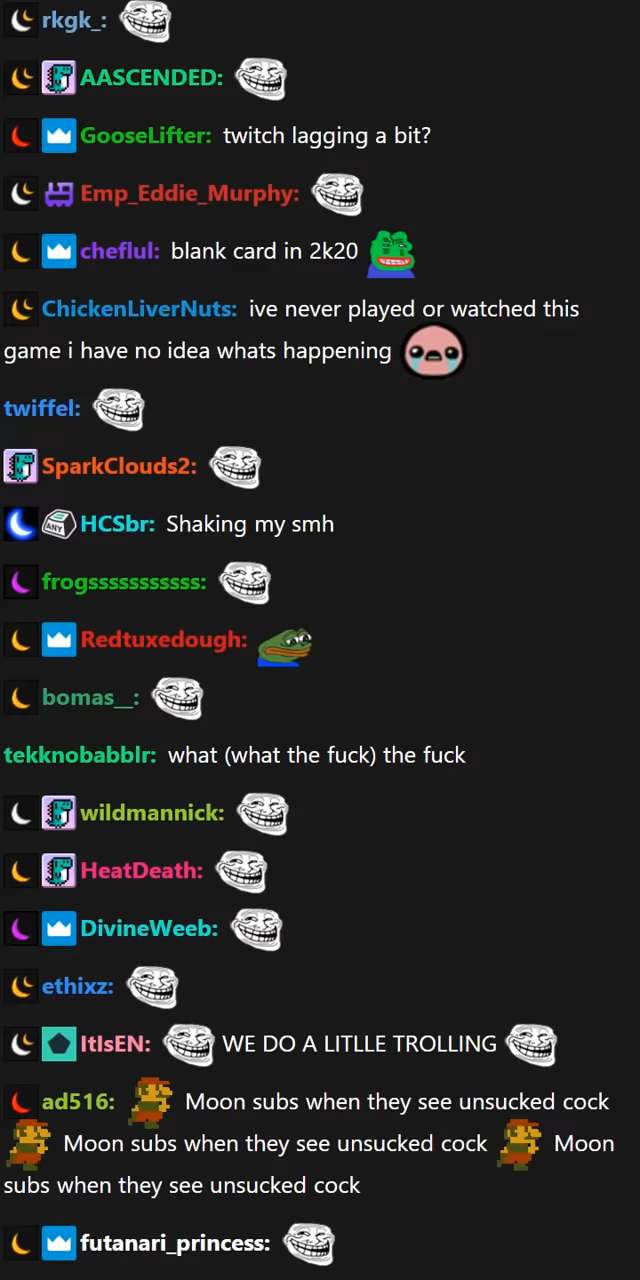 rkgk_:
AASCENDED:
GooseLifter: twitch lagging a bit?
Emp_Eddie_Murphy:
cheflul: blank card in 2k20
ChickenLiverNuts: ive never played or watched this
game i have no idea whats happening
twiffel:
SparkClouds2:
ANY HCSbr: Shaking my smh
frogsssssssssss:
Redtuxedough:
bomas__:
tekknobabblr: what (what the fuck) the fuck
wildmannick:
HeatDeath:
DivineWeeb:
ethixz:
ItIsEN: WE DO A LITLLE TROLLING
ad516: Moon subs when they see unsucked cock
Moon subs when they see unsucked cock Moon
subs when they see unsucked cock
futanari_princess: